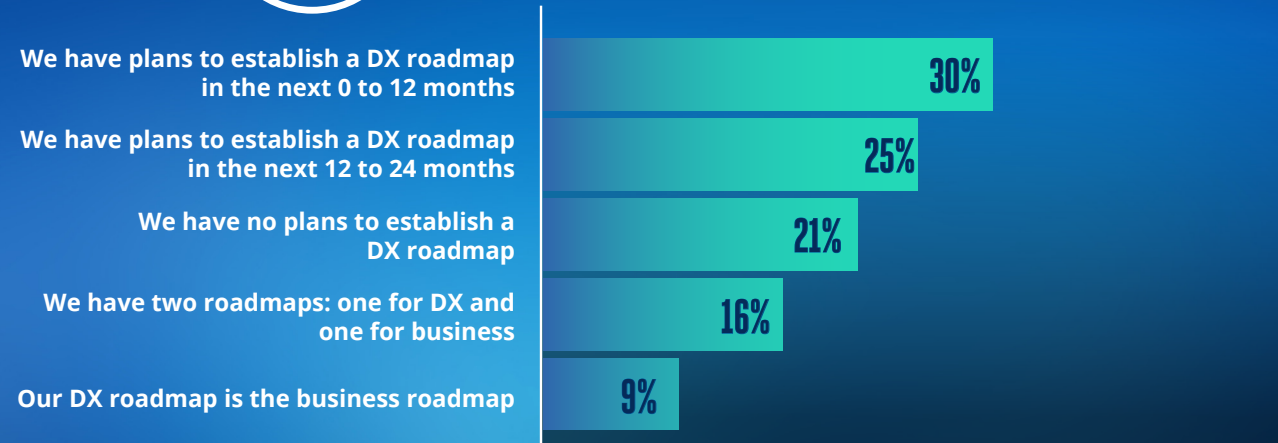 We have plans to establish a DX roadmap
in the next 0 to 12 months
30%
We have plans to establish a DX roadmap
in the next 12 to 24 months
25%
We have no plans to establish a
DX roadmap
21%
We have two roadmaps: one for DX and
one for business
16%
Our DX roadmap is the business roadmap
9%